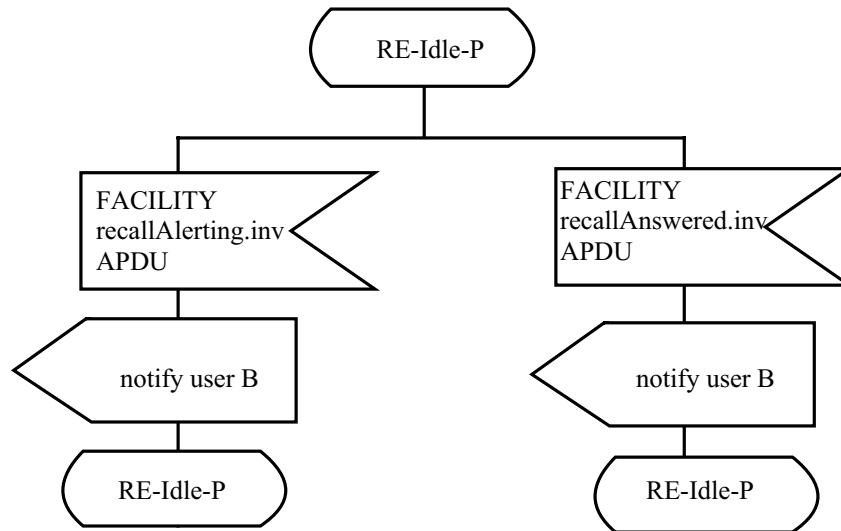 RE-Idle-P
FACILITY
recallAlerting.inv
APDU
FACILITY
recallAnswered.inv
APDU
notify user B
notify user B
RE-Idle-P
RE-Idle-P